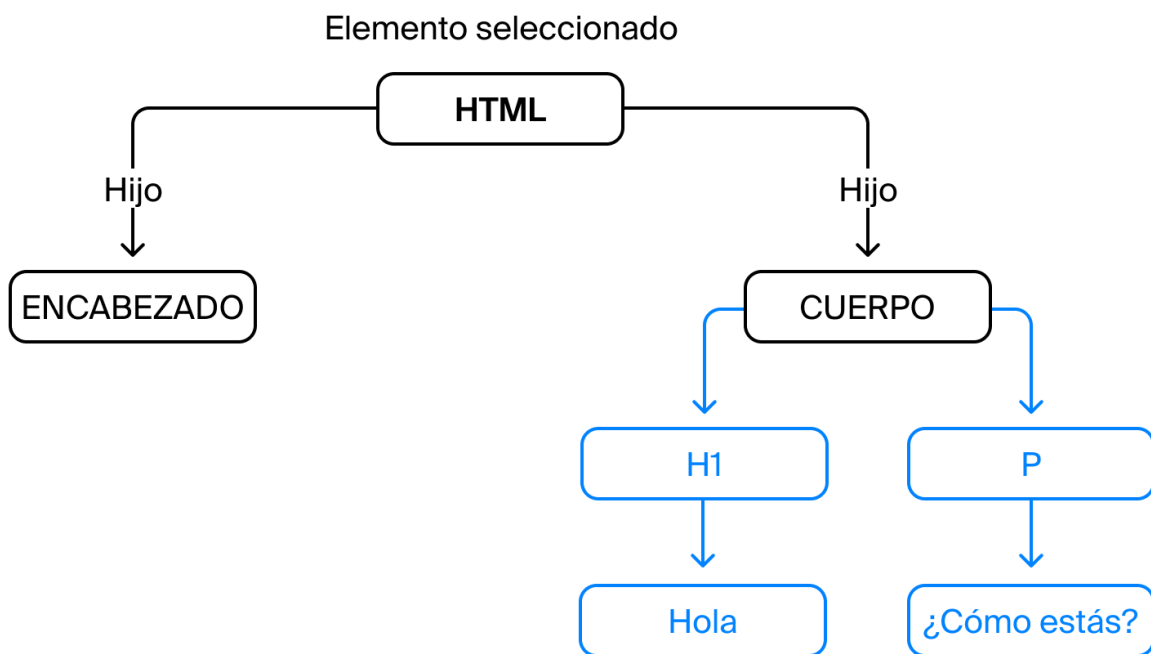 Elemento seleccionado
HTML
Hijo
Hijo
ENCABEZADO
CUERPO
H1
P
Hola
¿Cómo estás?